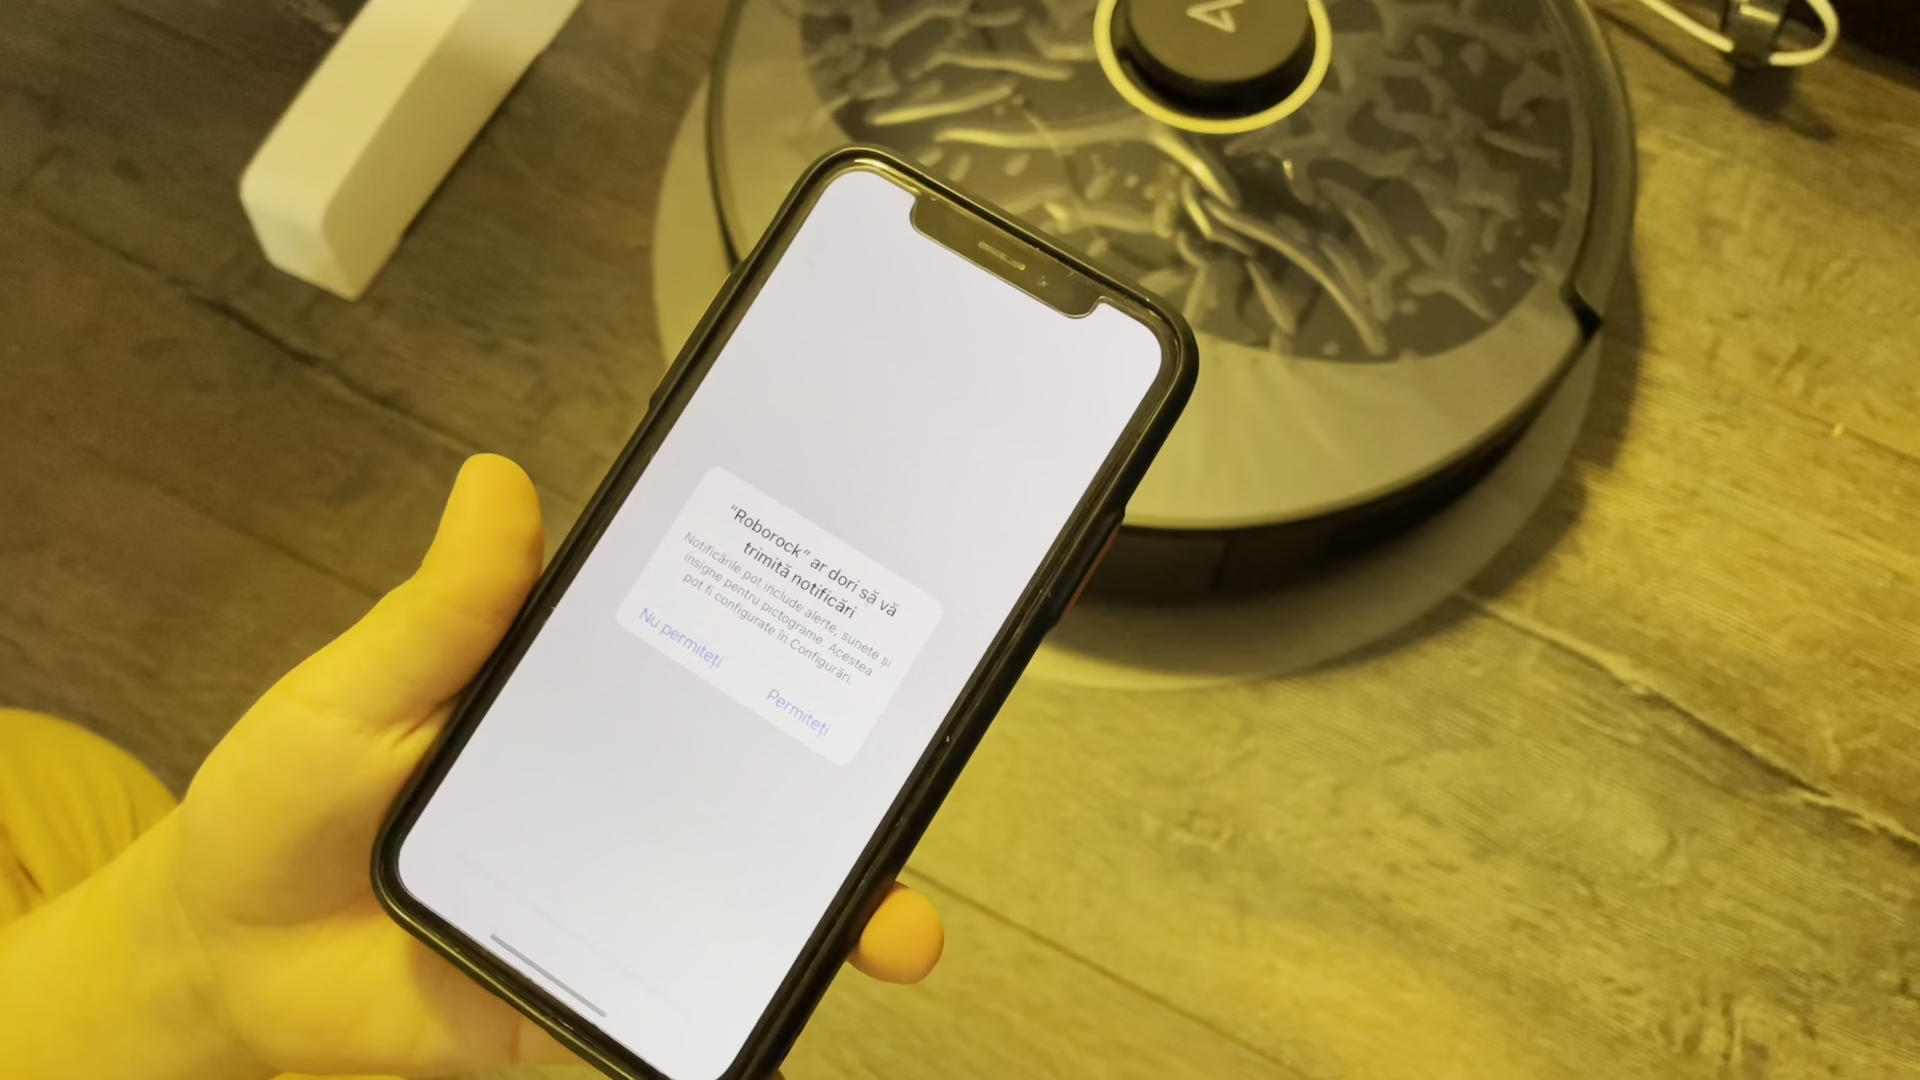 “Roborock” ar dori să vă
trimită notificări
Notificările pot include alerte, sunete și
insigne pentru pictograme. Acestea
pot fi configurate în Configurări.
Nu permiteți
Permiteți